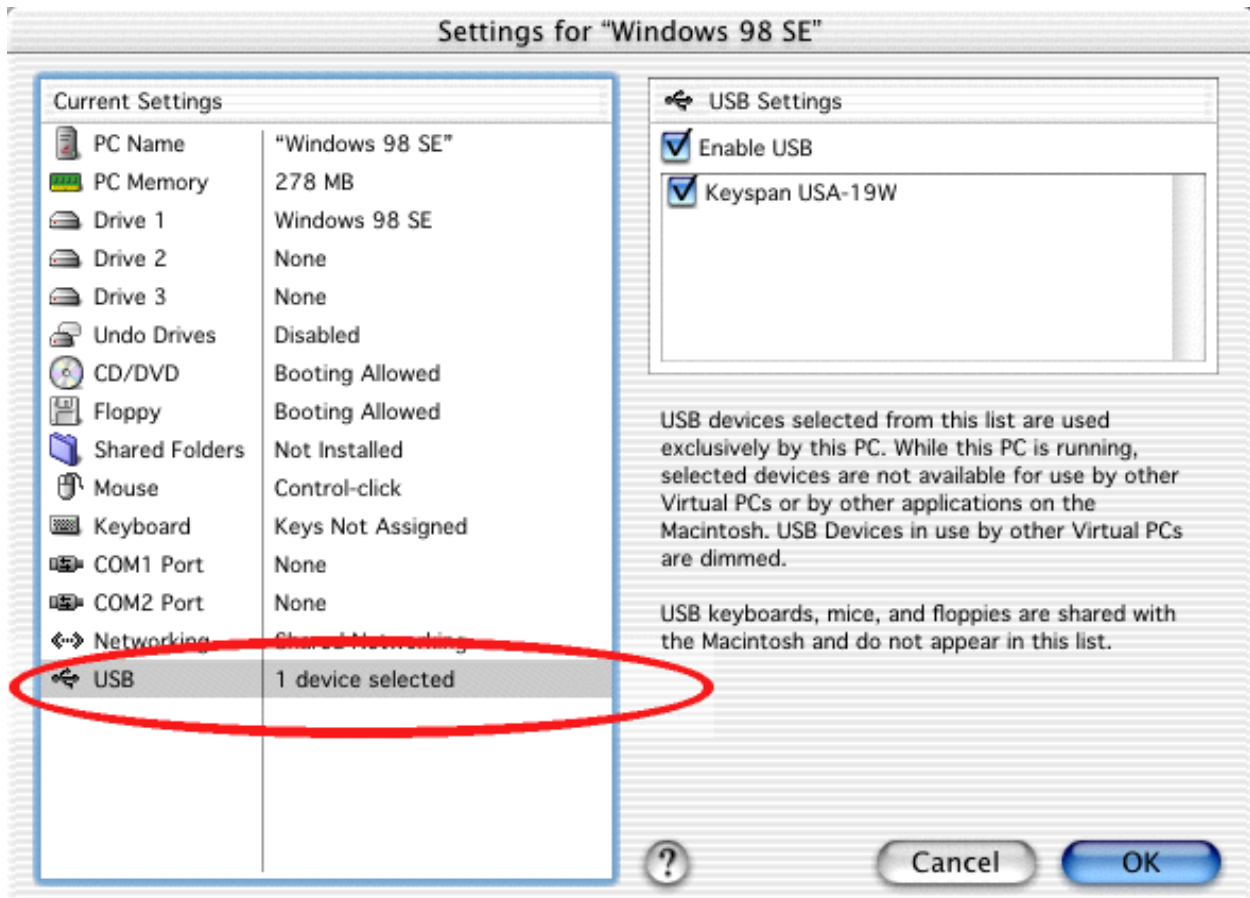 Settings for “Windows 98 SE”
Current Settings
PC Name “Windows 98 SE”
PC Memory 278 MB
Drive 1 Windows 98 SE
Drive 2 None
Drive 3 None
Undo Drives Disabled
CD/DVD Booting Allowed
Floppy Booting Allowed
Shared Folders Not Installed
Mouse Control-click
Keyboard Keys Not Assigned
COM1 Port None
COM2 Port None
Networking Shared Networking
USB 1 device selected
USB Settings
Enable USB
Keyspan USA-19W
USB devices selected from this list are used
exclusively by this PC. While this PC is running,
selected devices are not available for use by other
Virtual PCs or by other applications on the
Macintosh. USB Devices in use by other Virtual PCs
are dimmed.
USB keyboards, mice, and floppies are shared with
the Macintosh and do not appear in this list.
?
Cancel
OK